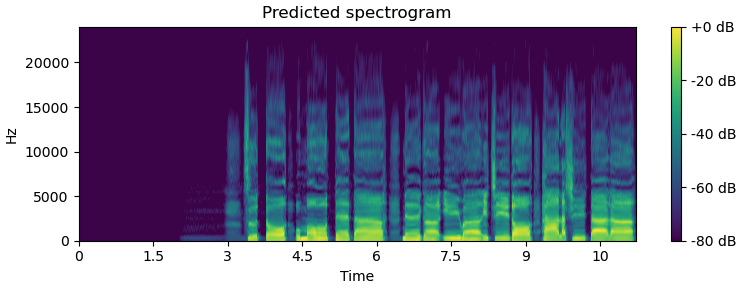 Predicted spectrogram
+0 dB
20000
-20 dB
15000
Hz
-40 dB
10000
-60 dB
5000
0
-80 dB
0 1.5 3 4.5 6 7.5 9 10
Time